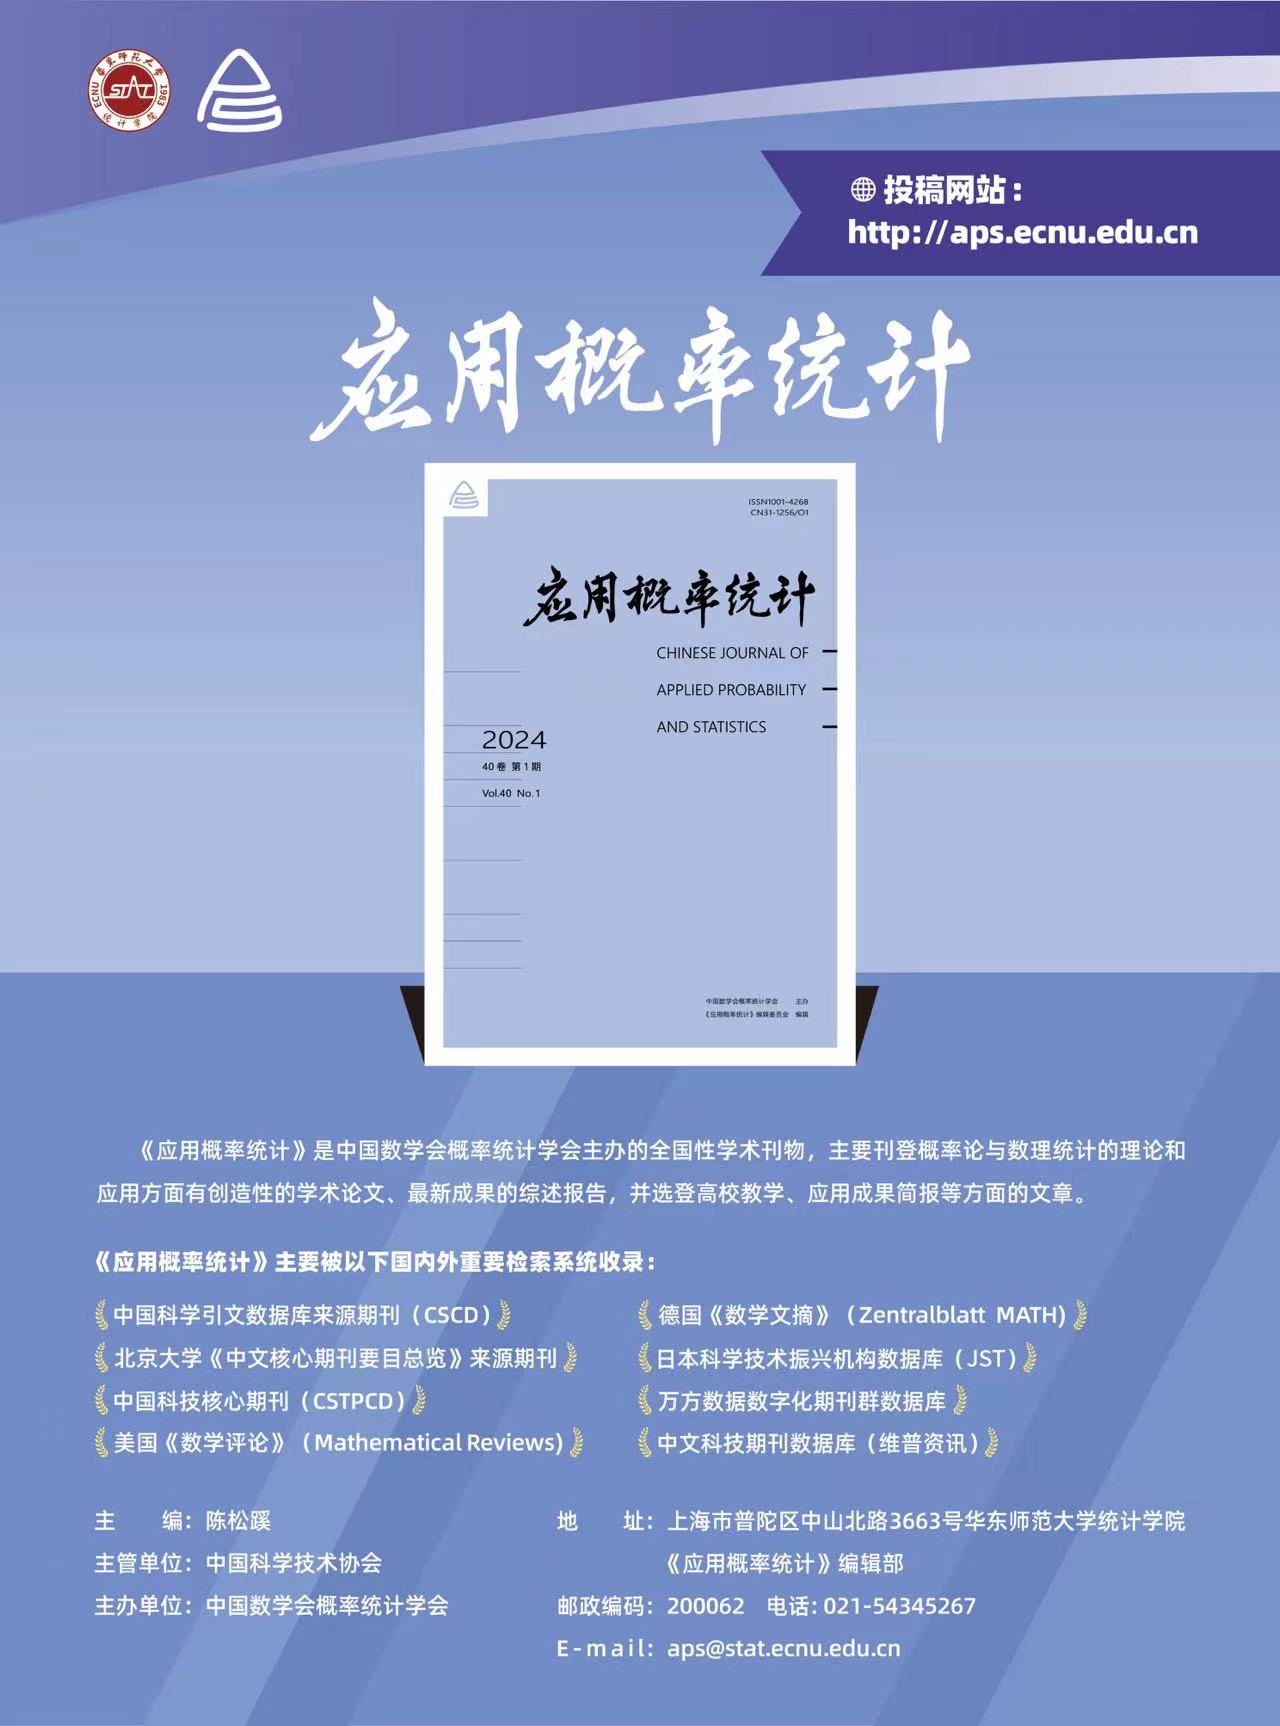 华东师范大学
ECNU
STAT
1983
统计学院
投稿网站：
http://aps.ecnu.edu.cn
应用概率统计
ISSN1001-4268
CN31-1256/O1
应用概率统计
CHINESE JOURNAL OF
APPLIED PROBABILITY
AND STATISTICS
2024
40卷 第1期
Vol.40 No.1
中国数学会概率统计学会 主办
《应用概率统计》编辑委员会 编辑
《应用概率统计》是中国数学会概率统计学会主办的全国性学术刊物，主要刊登概率论与数理统计的理论和
应用方面有创造性的学术论文、最新成果的综述报告，并选登高校教学、应用成果简报等方面的文章。
《应用概率统计》主要被以下国内外重要检索系统收录：
中国科学引文数据库来源期刊（CSCD）
德国《数学文摘》（Zentralblatt MATH)
北京大学《中文核心期刊要目总览》来源期刊
日本科学技术振兴机构数据库（JST）
中国科技核心期刊（CSTPCD）
万方数据数字化期刊群数据库
美国《数学评论》（Mathematical Reviews)
中文科技期刊数据库（维普资讯）
主 编：陈松蹊
主管单位：中国科学技术协会
主办单位：中国数学会概率统计学会
地 址：上海市普陀区中山北路3663号华东师范大学统计学院
《应用概率统计》编辑部
邮政编码：200062 电话：021-54345267
E-mail：aps@stat.ecnu.edu.cn